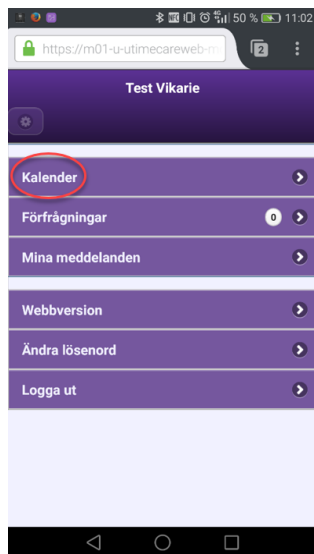 50 % 11:02
https://m01-u-utimecareweb-m
2
Test Vikarie
Kalender
Förfrågningar 0
Mina meddelanden
Webbversion
Ändra lösenord
Logga ut